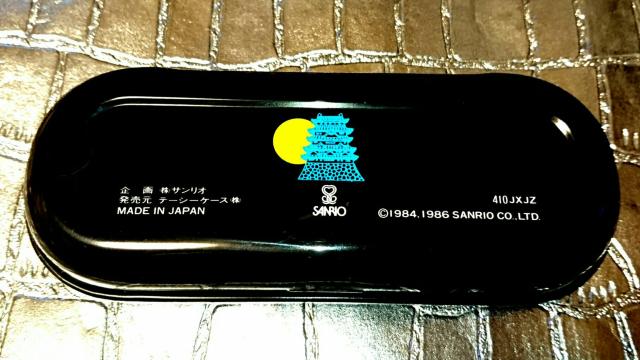 企 画 ㈱サンリオ
発売元 テーシーケース㈱
MADE IN JAPAN
SANRIO
410JXJZ
©1984,1986 SANRIO CO.,LTD.